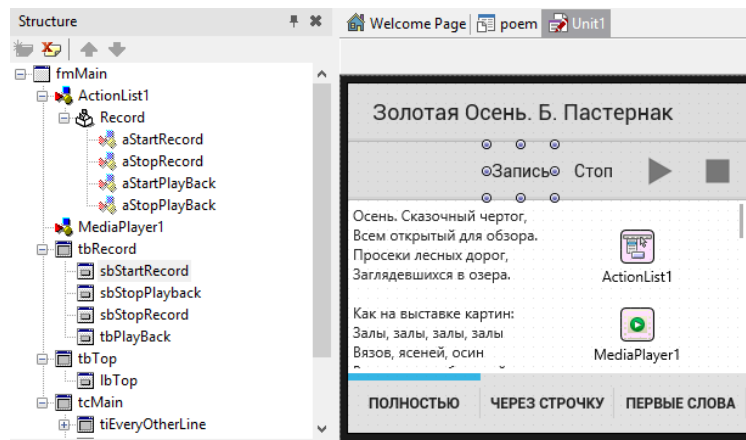 Structure
fmMain
ActionList1
Record
aStartRecord
aStopRecord
aStartPlayBack
aStopPlayBack
MediaPlayer1
tbRecord
sbStartRecord
sbStopPlayback
sbStopRecord
tbPlayBack
tbTop
lbTop
tcMain
tiEveryOtherLine
Welcome Page poem Unit1
Золотая Осень. Б. Пастернак
Запись Стоп
Осень. Сказочный чертог,
Всем открытый для обзора.
Просеки лесных дорог,
Заглядевшихся в озера.
Как на выставке картин:
Залы, залы, залы, залы
Вязов, ясеней, осин
ActionList1
MediaPlayer1
ПОЛНОСТЬЮ ЧЕРЕЗ СТРОЧКУ ПЕРВЫЕ СЛОВА